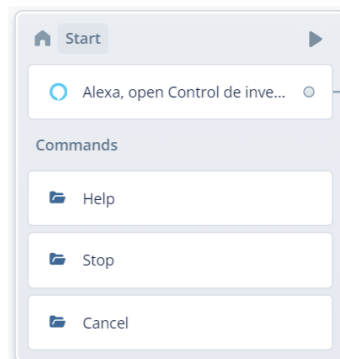 Start
Alexa, open Control de inve...
Commands
Help
Stop
Cancel